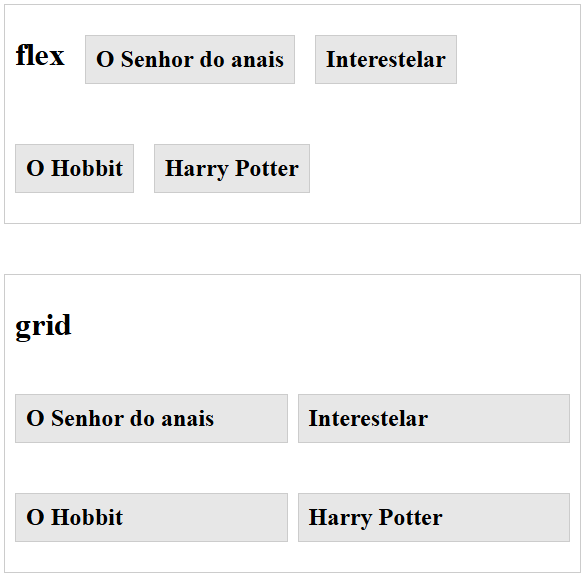 flex O Senhor do anais Interestelar
O Hobbit Harry Potter
grid
O Senhor do anais Interestelar
O Hobbit Harry Potter